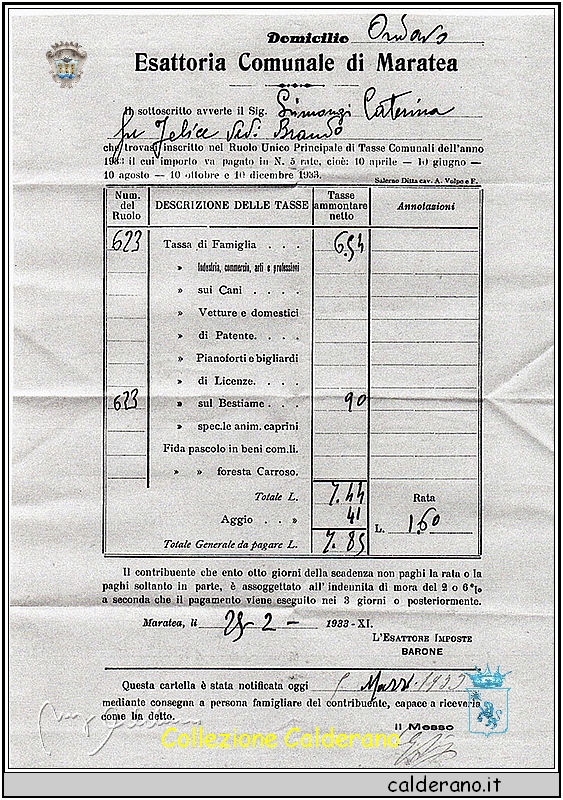 Domicilio
Esattoria Comunale di Maratea
Il sottoscritto avverte il Sig. Limongi Caterina
fu Felice Vedi Brando
che trovasi inscritto nel Ruolo Unico Principale di Tasse Comunali dell'anno
1933 il cui importo va pagato in N. 5 rate, cioè: 10 aprile — 10 giugno —
10 agosto — 10 ottobre e 10 dicembre 1933.
Salerno Ditta cav. A. Volpe e F.
Num. del Ruolo DESCRIZIONE DELLE TASSE Tasse ammontare netto Annotazioni
623 Tassa di Famiglia . . . 6.54
» Industria, commercio, arti e professioni
» sui Cani . . . .
» Vetture e domestici
» di Patente. . . .
» Pianoforti e bigliardi
» di Licenze. . . .
623 » sul Bestiame . . . 90
» spec.le anim. caprini
Fida pascolo in beni com.li.
» » foresta Carroso.
Totale L. 7.44 Rata
Aggio . . » 41 L. 1.60
Totale Generale da pagare L. 7.85
Il contribuente che ento otto giorni della scadenza non paghi la rata o la
paghi soltanto in parte, è assoggettato all'indennita di mora del 2 o 6 %
a seconda che il pagamento viene eseguito nei 3 giorni o posteriormente.
Maratea, li 28-2- 1933-XI.
L'ESATTORE IMPOSTE
BARONE
Questa cartella è stata notificata oggi Marzo 1933
mediante consegna a persona famigliare del contribuente, capace a riceverla
come ha detto.
Il Messo
Collezione Calderano
calderano.it